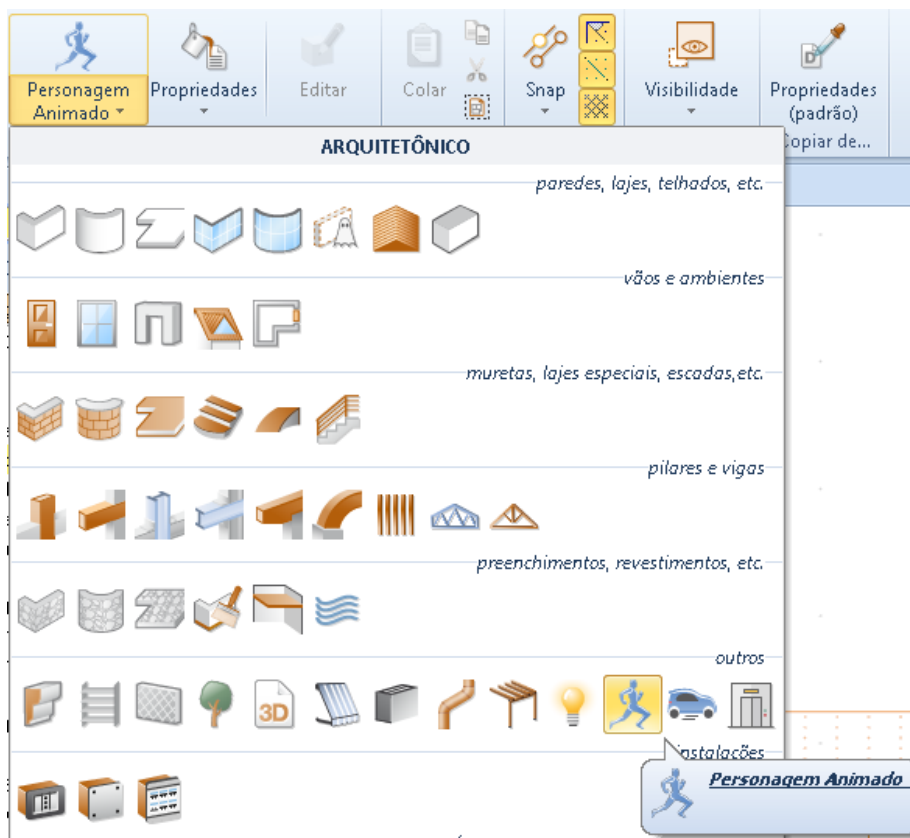 Personagem
Animado
Propriedades
Editar
Colar
Snap
Visibilidade
Propriedades
(padrão)
Copiar de...
ARQUITETÔNICO
paredes, lajes, telhados, etc.
vãos e ambientes
muretas, lajes especiais, escadas,etc.
pilares e vigas
preenchimentos, revestimentos, etc.
3D
outros
instalações
Personagem Animado